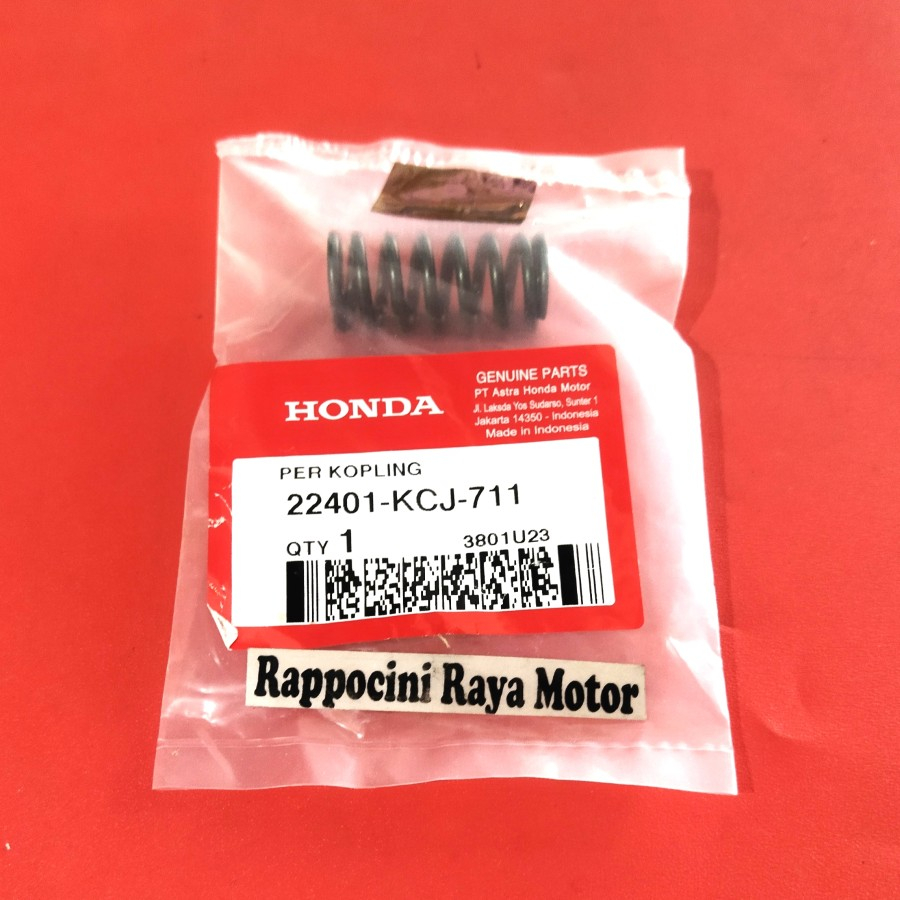 HONDA
GENUINE PARTS
PT Astra Honda Motor
Jl. Laksda Yos Sudarso, Sunter 1
Jakarta 14350 - Indonesia
Made in Indonesia
PER KOPLING
22401-KCJ-711
QTY 1
3801U23
Rappocini Raya Motor